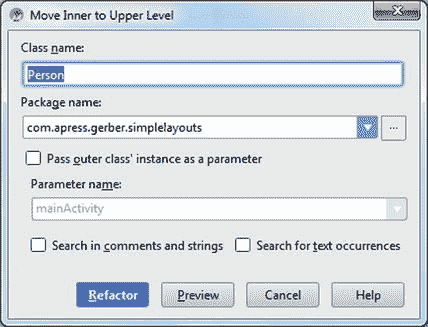 Move Inner to Upper Level
Class name:
Person
Package name:
com.apress.gerber.simplelayouts
...
Pass outer class' instance as a parameter
Parameter name:
mainActivity
Search in comments and strings Search for text occurrences
Refactor Preview Cancel Help